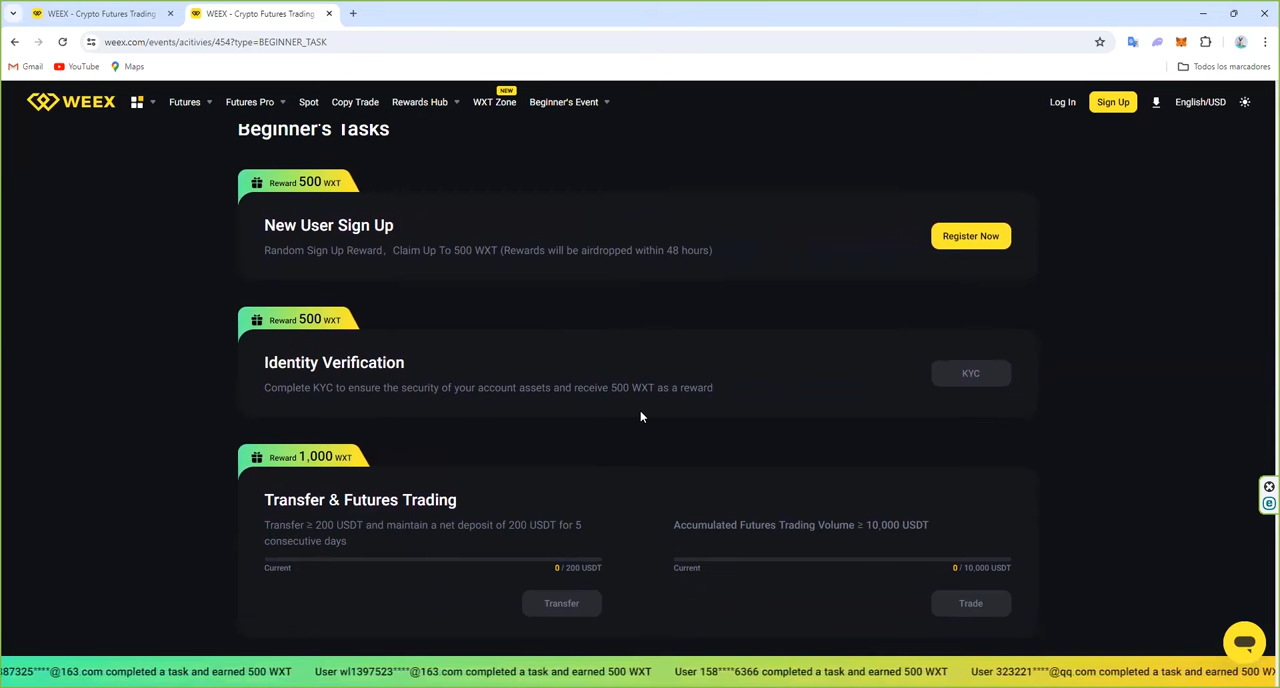 WEEX - Crypto Futures Trading
WEEX - Crypto Futures Trading
weex.com/events/acitivies/454?type=BEGINNER_TASK
Gmail
YouTube
Maps
Todos los marcadores
WEEX
Futures
Futures Pro
Spot
Copy Trade
Rewards Hub
NEW
WXT Zone
Beginner's Event
Log In
Sign Up
English/USD
Beginner's Tasks
Reward 500 WXT
New User Sign Up
Random Sign Up Reward, Claim Up To 500 WXT (Rewards will be airdropped within 48 hours)
Register Now
Reward 500 WXT
Identity Verification
Complete KYC to ensure the security of your account assets and receive 500 WXT as a reward
KYC
Reward 1,000 WXT
Transfer & Futures Trading
Transfer ≥ 200 USDT and maintain a net deposit of 200 USDT for 5
consecutive days
Current
0 / 200 USDT
Transfer
Accumulated Futures Trading Volume ≥ 10,000 USDT
Current
0 / 10,000 USDT
Trade
87325****@163.com completed a task and earned 500 WXT
User wl1397523****@163.com completed a task and earned 500 WXT
User 158****6366 completed a task and earned 500 WXT
User 323221****@qq.com completed a task and earned 500